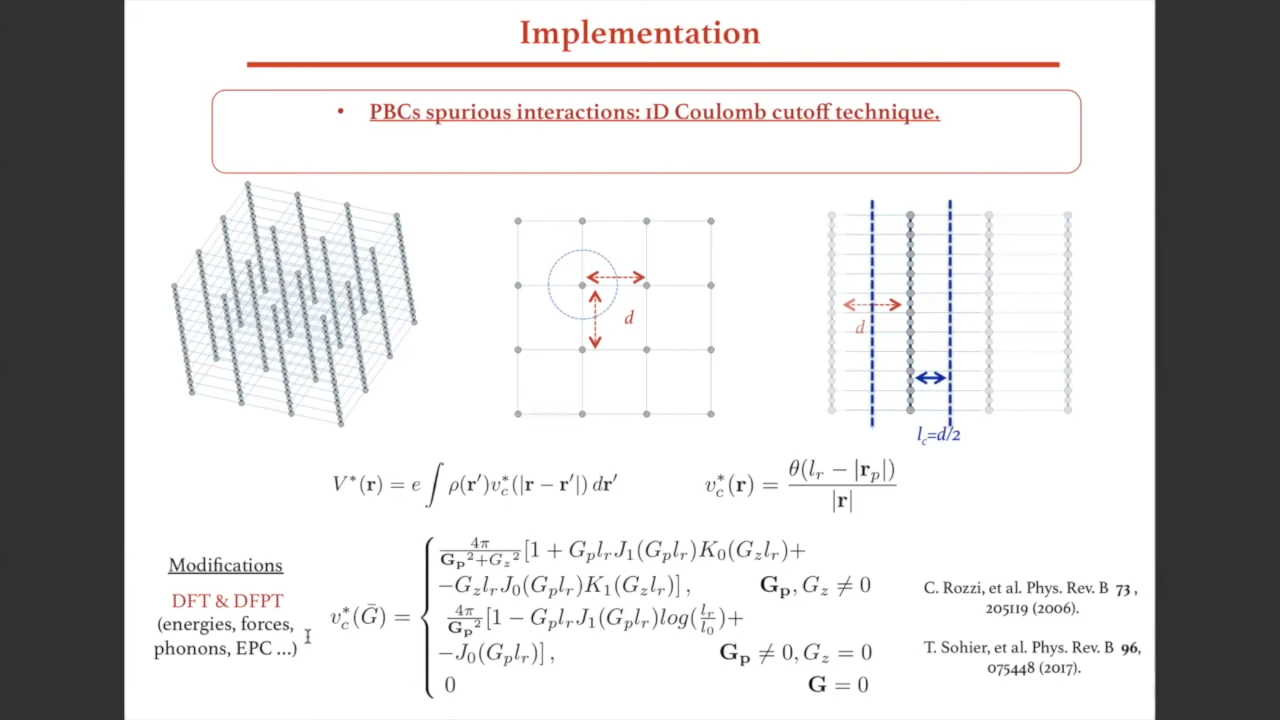 Implementation
• PBCs spurious interactions: 1D Coulomb cutoff technique.
d
d
l_c=d/2
V*(𝐫) = e ∫ ρ(𝐫′)v_c*(|𝐫 − 𝐫′|) d𝐫′
v_c*(𝐫) = θ(l_r − |𝐫_p|) / |𝐫|
Modifications
DFT & DFPT
(energies, forces,
phonons, EPC ...)
v_c*(Ḡ) = {
4π / (𝐆_𝐩² + G_z²) [1 + G_p l_r J_1(G_p l_r) K_0(G_z l_r)+
−G_z l_r J_0(G_p l_r) K_1(G_z l_r)] , 𝐆_𝐩, G_z ≠ 0
4π / 𝐆_𝐩² [1 − G_p l_r J_1(G_p l_r) log(l_r / l_0)+
−J_0(G_p l_r)] , 𝐆_𝐩 ≠ 0, G_z = 0
0 𝐆 = 0
C. Rozzi, et al. Phys. Rev. B 73 ,
205119 (2006).
T. Sohier, et al. Phys. Rev. B 96,
075448 (2017).